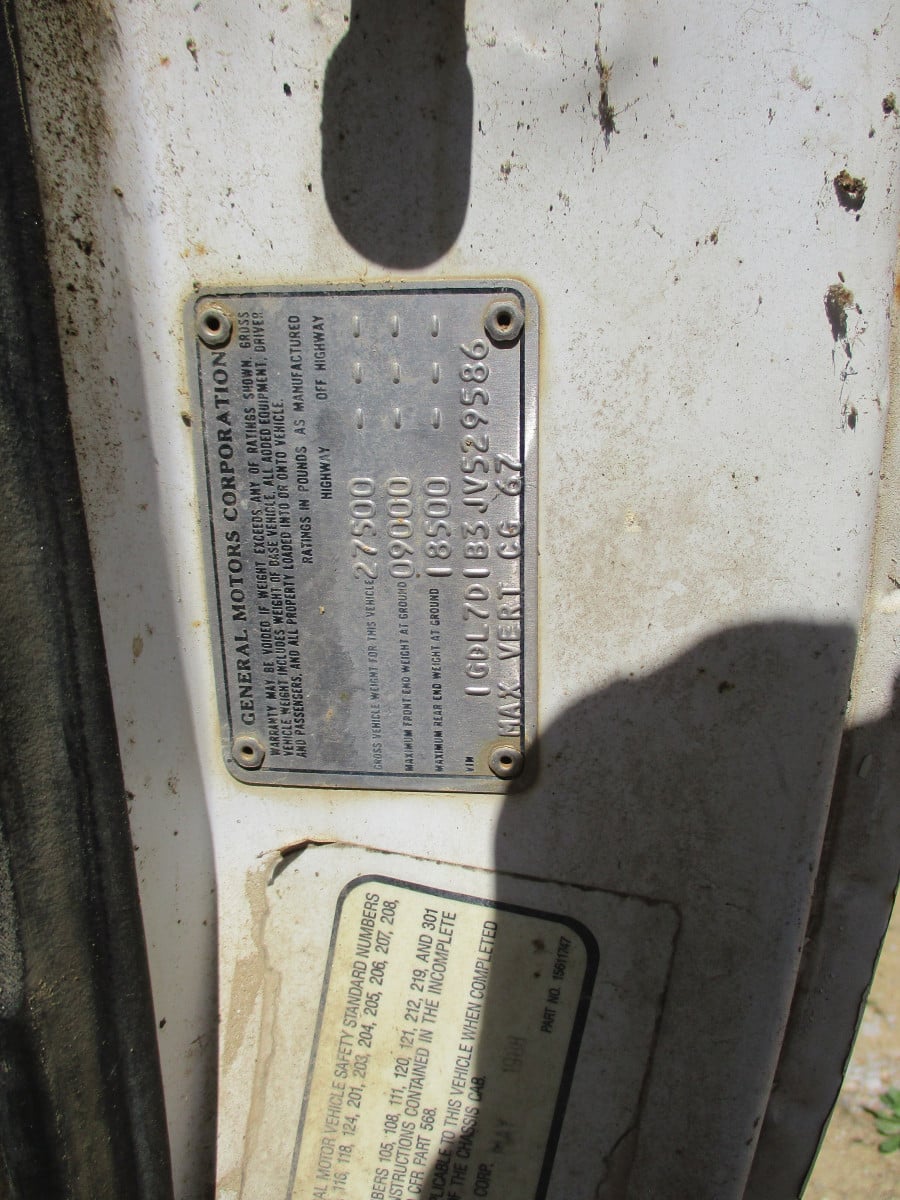 GENERAL MOTORS CORPORATION
WARRANTY MAY BE VOIDED IF WEIGHT EXCEEDS ANY OF RATINGS SHOWN. GROSS
VEHICLE WEIGHT INCLUDES WEIGHT OF BASE VEHICLE, ALL ADDED EQUIPMENT, DRIVER
AND PASSENGERS, AND ALL PROPERTY LOADED INTO OR ONTO VEHICLE.
RATINGS IN POUNDS AS MANUFACTURED
HIGHWAY OFF HIGHWAY
GROSS VEHICLE WEIGHT FOR THIS VEHICLE 27500 - - -
MAXIMUM FRONT END WEIGHT AT GROUND 09000 - - -
MAXIMUM REAR END WEIGHT AT GROUND 18500 - - -
VIN 1GDL7D1B3JV529586
MAX VERT CG 67
AL MOTOR VEHICLE SAFETY STANDARD NUMBERS
116, 118, 124, 201, 203, 204, 205, 206, 207, 208,
BERS 105, 108, 111, 120, 121, 212, 219, AND 301
STRUCTIONS CONTAINED IN THE INCOMPLETE
CFR PART 568.
PLICABLE TO THIS VEHICLE WHEN COMPLETED
OF THE CHASSIS CAB.
CORP. MAY 1988 PART NO. 15611747